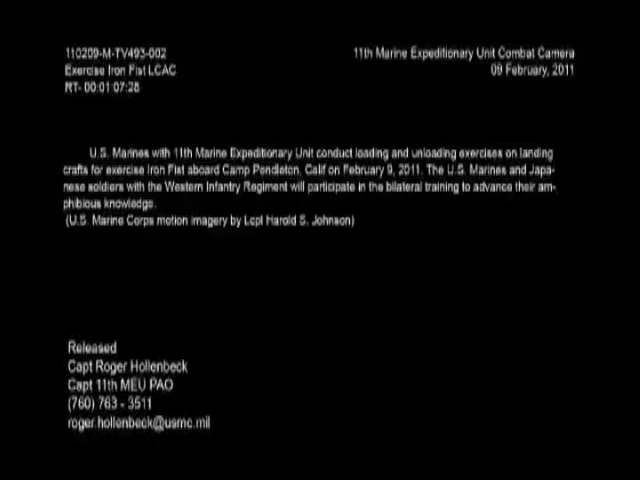 110209-M-TV493-002
11th Marine Expeditionary Unit Combat Camera
Exercise Iron Fist LCAC
09 February, 2011
RT- 00:01:07:28
U.S. Marines with 11th Marine Expeditionary Unit conduct loading and unloading exercises on landing
crafts for exercise Iron Fist aboard Camp Pendleton, Calif on February 9, 2011. The U.S. Marines and Japa-
nese soldiers with the Western Infantry Regiment will participate in the bilateral training to advance their am-
phibious knowledge.
(U.S. Marine Corps motion imagery by Lcpl Harold S. Johnson)
Released
Capt Roger Hollenbeck
Capt 11th MEU PAO
(760) 763 - 3511
roger.hollenbeck@usmc.mil